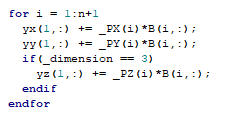 for i = 1:n+1
yx(1,:) += _PX(i)*B(i,:);
yy(1,:) += _PY(i)*B(i,:);
if(_dimension == 3)
yz(1,:) += _PZ(i)*B(i,:);
endif
endfor